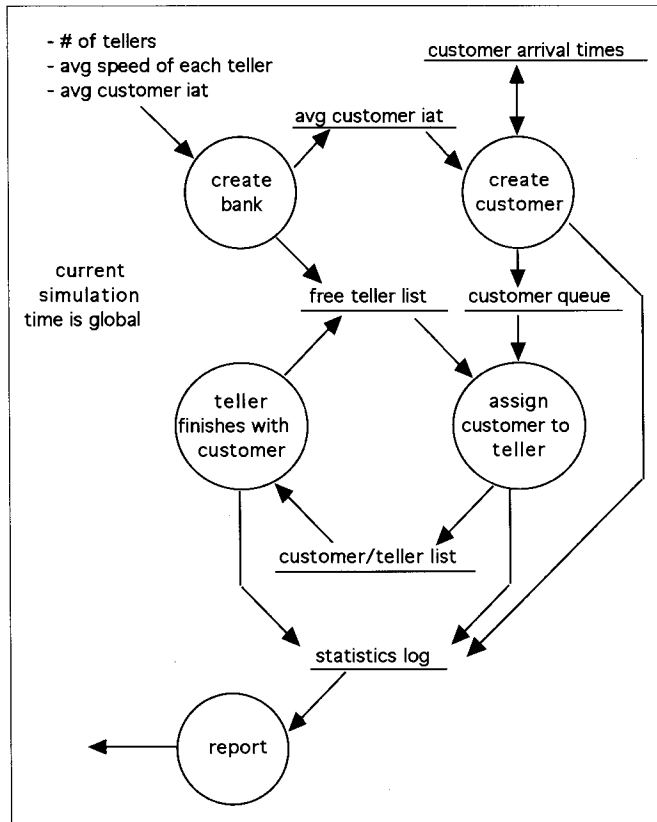 - # of tellers
- avg speed of each teller
- avg customer iat
customer arrival times
avg customer iat
create
bank
create
customer
current
simulation
time is global
free teller list
customer queue
teller
finishes with
customer
assign
customer to
teller
customer/teller list
statistics log
report